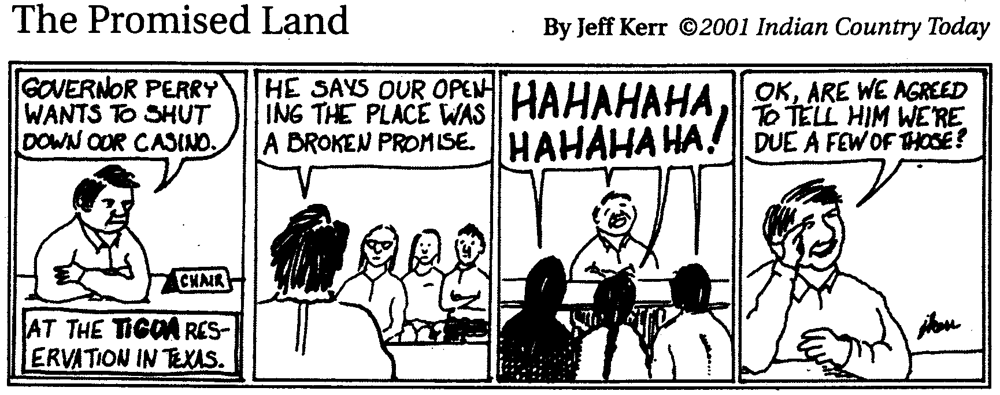 The Promised Land
By Jeff Kerr ©2001 Indian Country Today
GOVERNOR PERRY
WANTS TO SHUT
DOWN OUR CASINO.
CHAIR
AT THE TIGUA RES-
ERVATION IN TEXAS.
HE SAYS OUR OPEN-
ING THE PLACE WAS
A BROKEN PROMISE.
HAHAHAHA,
HAHAHAHA!
OK, ARE WE AGREED
TO TELL HIM WE'RE
DUE A FEW OF THOSE?
jkerr